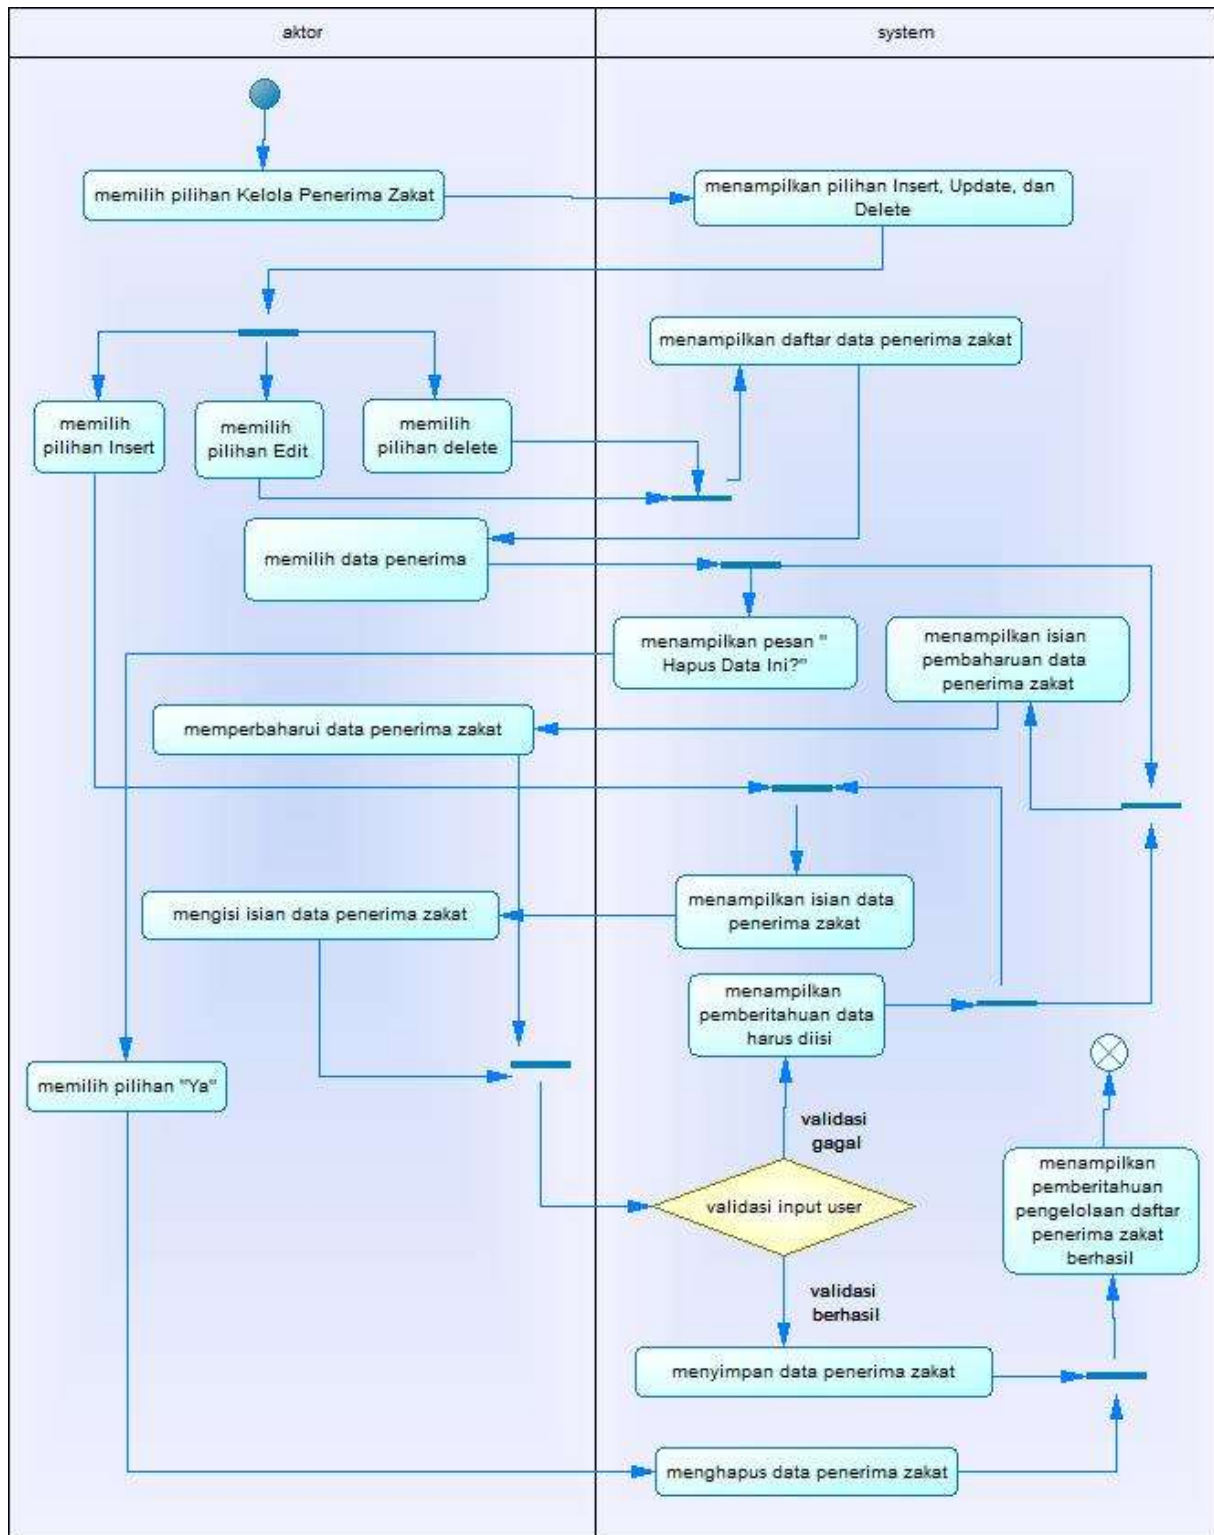 aktor
system
memilih pilihan Kelola Penerima Zakat
menampilkan pilihan Insert, Update, dan
Delete
menampilkan daftar data penerima zakat
memilih
pilihan Insert
memilih
pilihan Edit
memilih
pilihan delete
memilih data penerima
menampilkan pesan "
Hapus Data Ini?"
menampilkan isian
pembaharuan data
penerima zakat
memperbaharui data penerima zakat
menampilkan isian data
penerima zakat
mengisi isian data penerima zakat
menampilkan
pemberitahuan data
harus diisi
memilih pilihan "Ya"
validasi
gagal
validasi input user
menampilkan
pemberitahuan
pengelolaan daftar
penerima zakat
berhasil
validasi
berhasil
menyimpan data penerima zakat
menghapus data penerima zakat